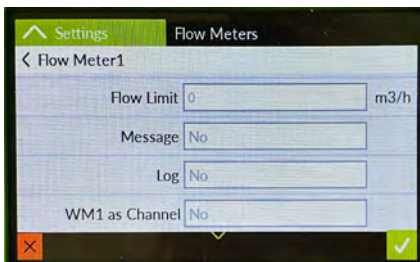 Settings Flow Meters
Flow Meter1
Flow Limit 0 m3/h
Message No
Log No
WM1 as Channel No